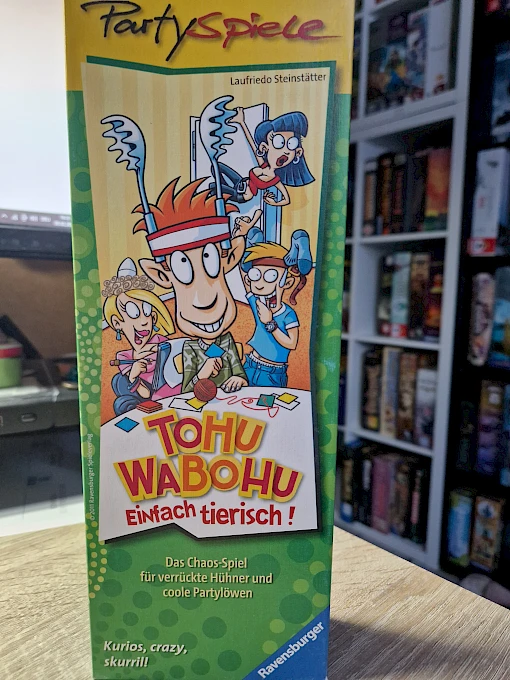 PartySpiele
Laufriedo Steinstätter
TOHU
WABOHU
Einfach tierisch!
Das Chaos-Spiel
für verrückte Hühner und
coole Partylöwen
Kurios, crazy,
skurril!
Ravensburger